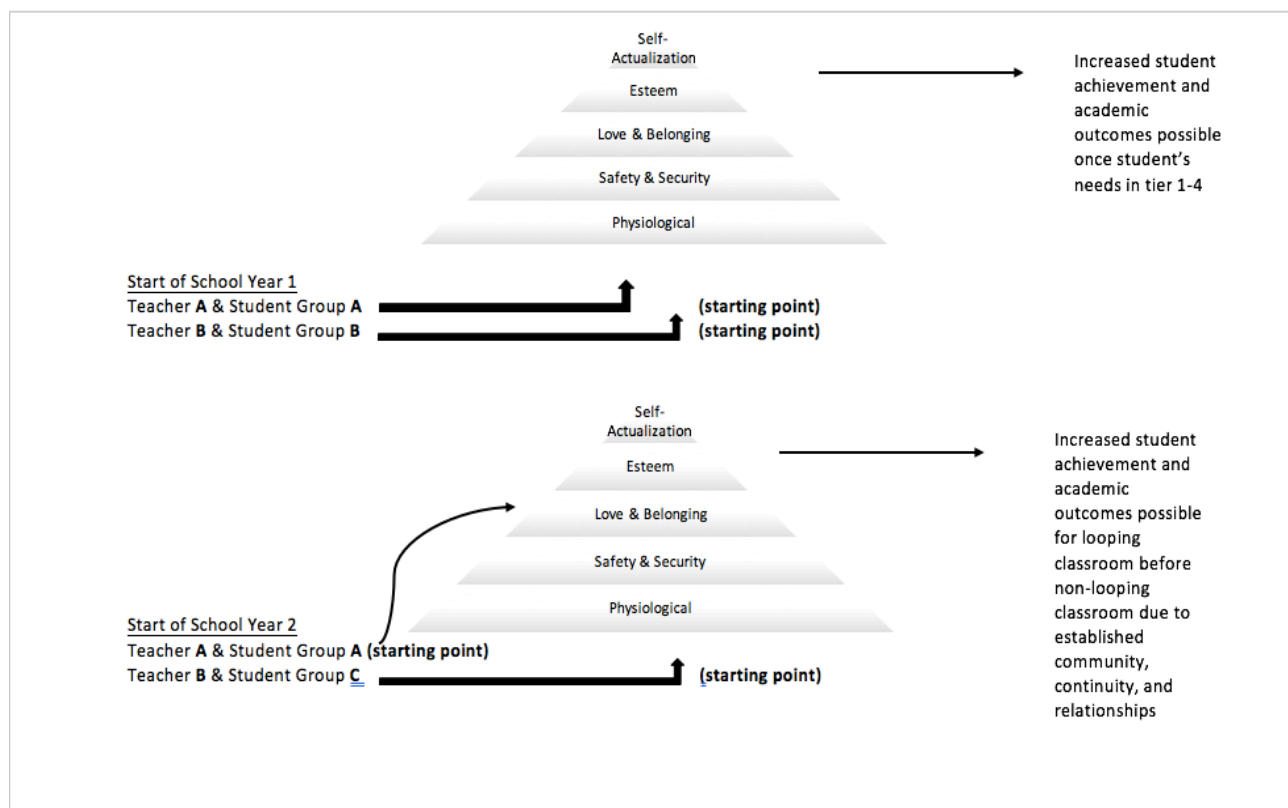 Self-
Actualization
Esteem
Love & Belonging
Safety & Security
Physiological
Increased student
achievement and
academic
outcomes possible
once student's
needs in tier 1-4
Start of School Year 1
Teacher A & Student Group A (starting point)
Teacher B & Student Group B (starting point)
Self-
Actualization
Esteem
Love & Belonging
Safety & Security
Physiological
Increased student
achievement and
academic
outcomes possible
for looping
classroom before
non-looping
classroom due to
established
community,
continuity, and
relationships
Start of School Year 2
Teacher A & Student Group A (starting point)
Teacher B & Student Group C (starting point)